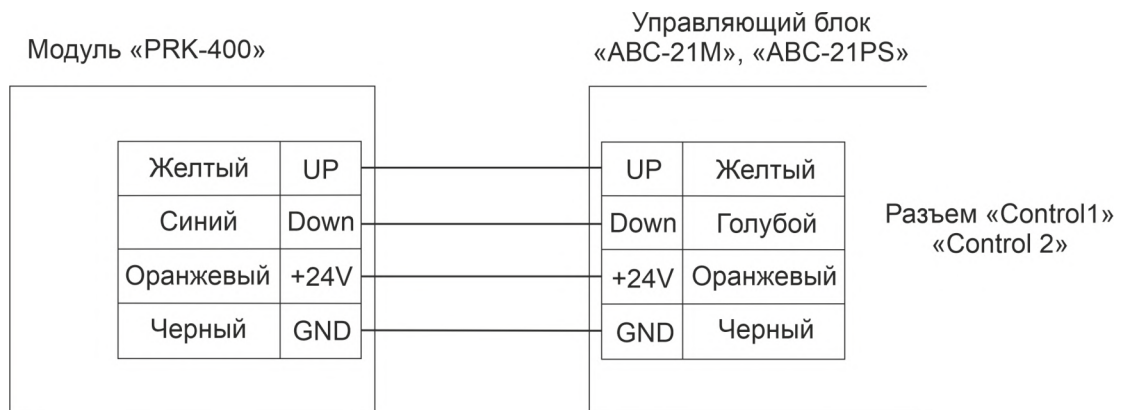 Модуль «PRK-400»
Управляющий блок
«ABC-21M», «ABC-21PS»
Желтый UP
Синий Down
Оранжевый +24V
Черный GND
UP Желтый
Down Голубой
+24V Оранжевый
GND Черный
Разъем «Control1»
«Control 2»